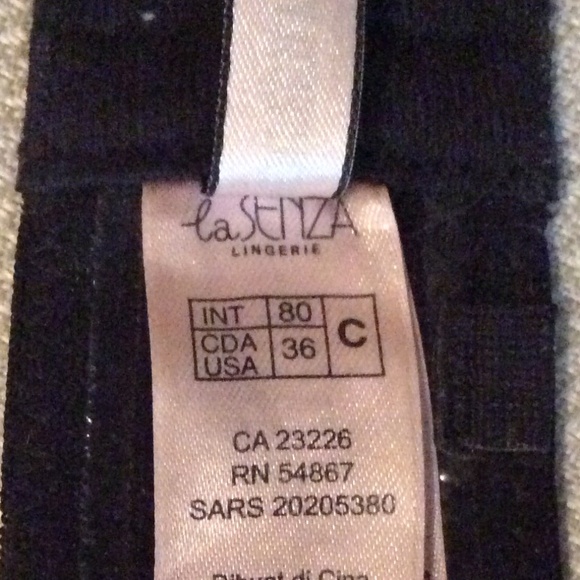 la SENZA
LINGERIE
INT 80 C
CDA USA 36
CA 23226
RN 54867
SARS 20205380